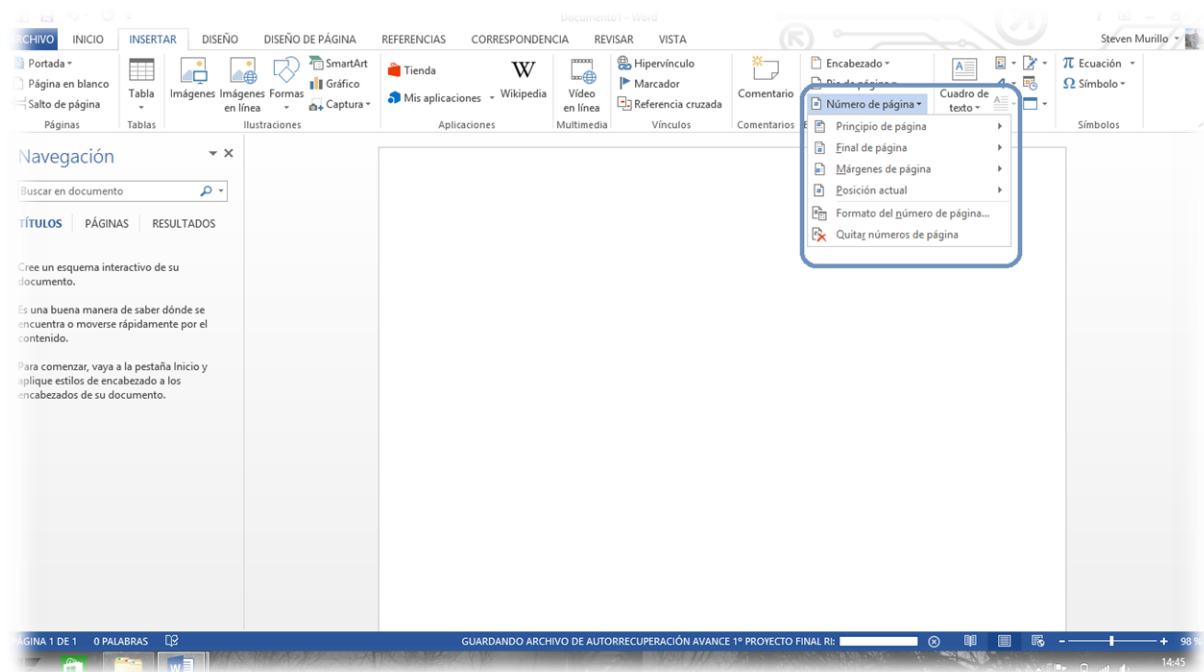 Documento1 - Word
ARCHIVO INICIO INSERTAR DISEÑO DISEÑO DE PÁGINA REFERENCIAS CORRESPONDENCIA REVISAR VISTA Steven Murillo
Portada
Página en blanco
Salto de página
Páginas
Tabla
Tablas
Imágenes
Imágenes
en línea
Formas
SmartArt
Gráfico
Captura
Ilustraciones
Tienda
Mis aplicaciones
W
Wikipedia
Aplicaciones
Vídeo
en línea
Multimedia
Hipervínculo
Marcador
Referencia cruzada
Vínculos
Comentario
Comentarios
Encabezado
Pie de página
Número de página
Cuadro de
texto
π Ecuación
Ω Símbolo
Símbolos
Principio de página
Final de página
Márgenes de página
Posición actual
Formato del número de página...
Quitar números de página
Navegación
Buscar en documento
TÍTULOS PÁGINAS RESULTADOS
Cree un esquema interactivo de su
documento.
Es una buena manera de saber dónde se
encuentra o moverse rápidamente por el
contenido.
Para comenzar, vaya a la pestaña Inicio y
aplique estilos de encabezado a los
encabezados de su documento.
PÁGINA 1 DE 1 0 PALABRAS GUARDANDO ARCHIVO DE AUTORRECUPERACIÓN AVANCE 1º PROYECTO FINAL RI: 98 %
14:45